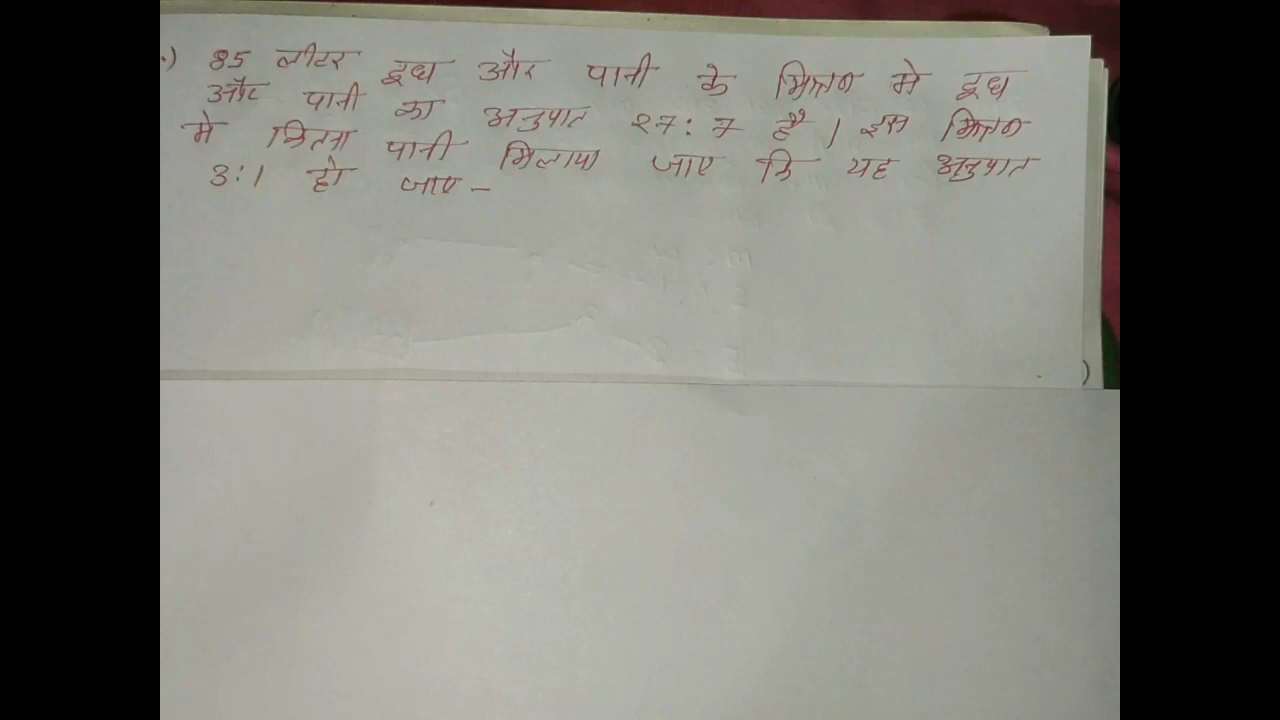 .) 85 लीटर दूध और पानी के मिश्रण मे दूध
और पानी का अनुपात 27:7 है। इस मिश्रण
मे कितना पानी मिलाया जाए कि यह अनुपात
3:1 हो जाए -
)